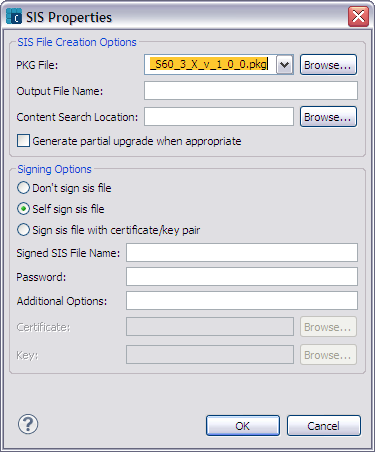 SIS Properties
SIS File Creation Options
PKG File: _S60_3_X_v_1_0_0.pkg Browse...
Output File Name:
Content Search Location: Browse...
Generate partial upgrade when appropriate
Signing Options
Don't sign sis file
Self sign sis file
Sign sis file with certificate/key pair
Signed SIS File Name:
Password:
Additional Options:
Certificate: Browse...
Key: Browse...
OK Cancel